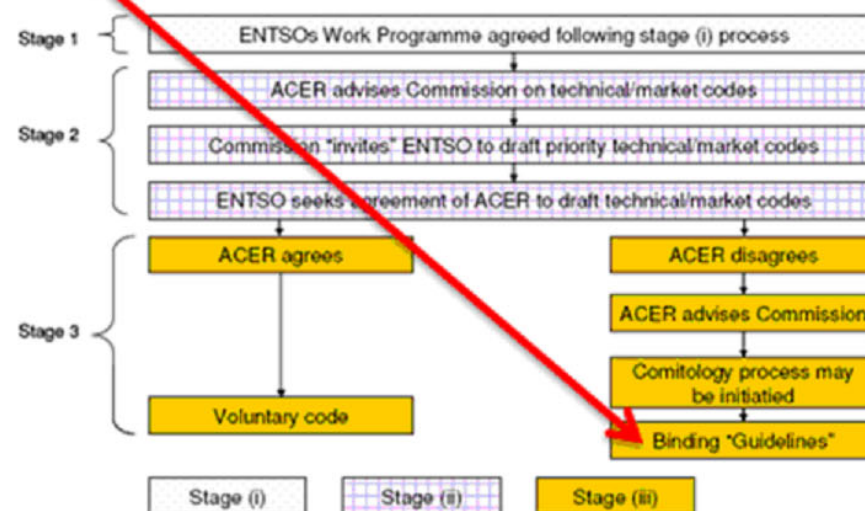 Stage 1
ENTSOs Work Programme agreed following stage (i) process
ACER advises Commission on technical/market codes
Stage 2
Commission "invites" ENTSO to draft priority technical/market codes
ENTSO seeks agreement of ACER to draft technical/market codes
ACER agrees
ACER disagrees
Stage 3
ACER advises Commission
Comitology process may
be initiatied
Voluntary code
Binding "Guidelines"
Stage (i)
Stage (ii)
Stage (iii)